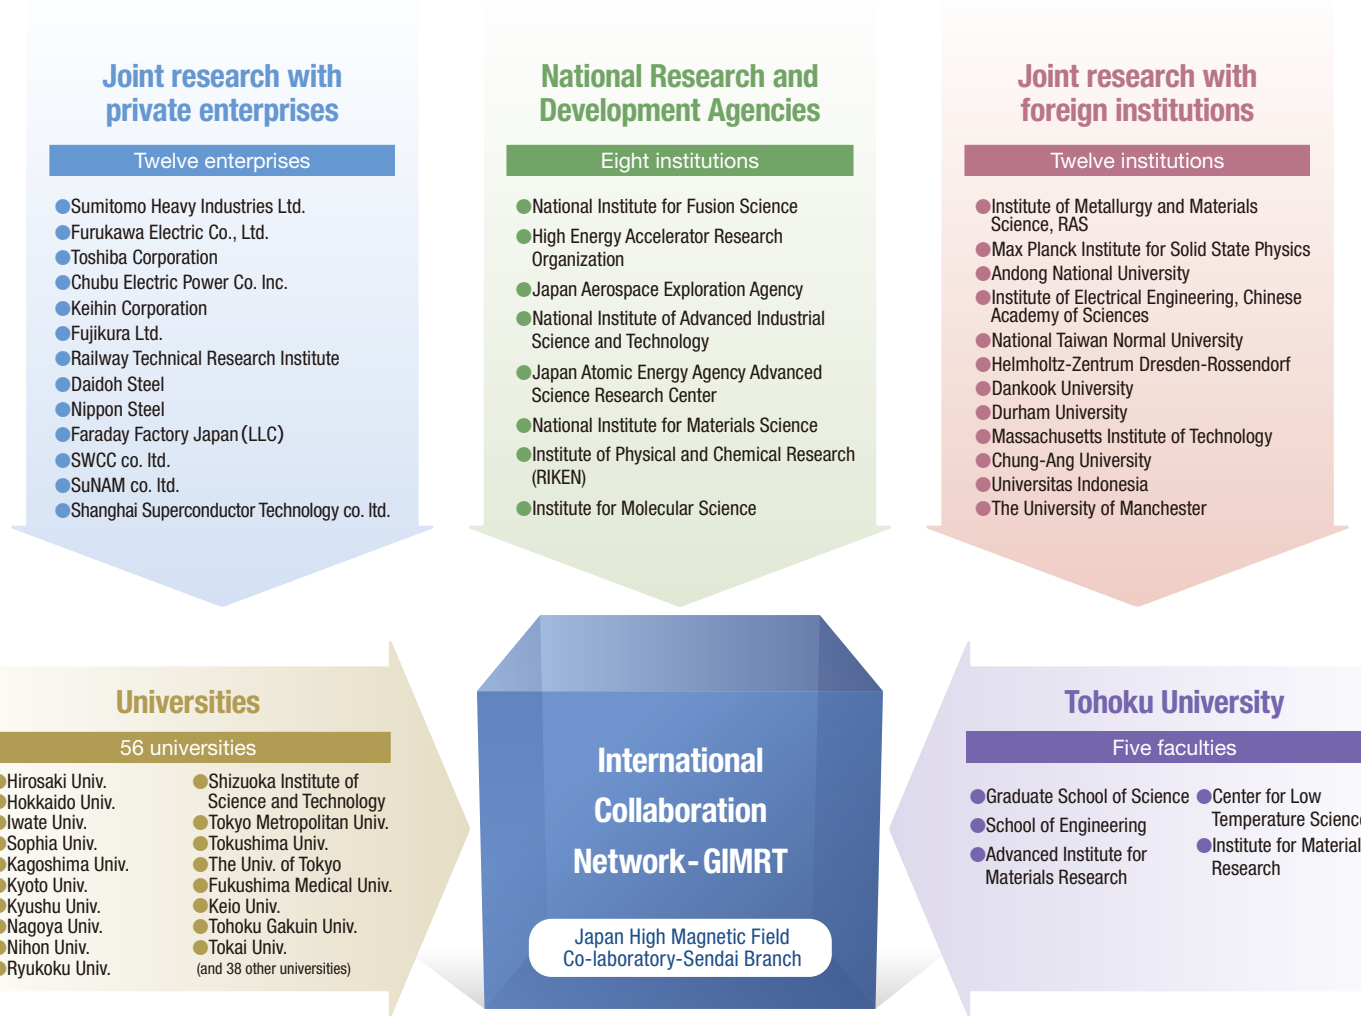 Joint research with
private enterprises
Twelve enterprises
●Sumitomo Heavy Industries Ltd.
●Furukawa Electric Co., Ltd.
●Toshiba Corporation
●Chubu Electric Power Co. Inc.
●Keihin Corporation
●Fujikura Ltd.
●Railway Technical Research Institute
●Daidoh Steel
●Nippon Steel
●Faraday Factory Japan (LLC)
●SWCC co. ltd.
●SuNAM co. ltd.
●Shanghai Superconductor Technology co. ltd.
National Research and
Development Agencies
Eight institutions
●National Institute for Fusion Science
●High Energy Accelerator Research
Organization
●Japan Aerospace Exploration Agency
●National Institute of Advanced Industrial
Science and Technology
●Japan Atomic Energy Agency Advanced
Science Research Center
●National Institute for Materials Science
●Institute of Physical and Chemical Research
(RIKEN)
●Institute for Molecular Science
Joint research with
foreign institutions
Twelve institutions
●Institute of Metallurgy and Materials
Science, RAS
●Max Planck Institute for Solid State Physics
●Andong National University
●Institute of Electrical Engineering, Chinese
Academy of Sciences
●National Taiwan Normal University
●Helmholtz-Zentrum Dresden-Rossendorf
●Dankook University
●Durham University
●Massachusetts Institute of Technology
●Chung-Ang University
●Universitas Indonesia
●The University of Manchester
Universities
56 universities
●Hirosaki Univ.
●Hokkaido Univ.
●Iwate Univ.
●Sophia Univ.
●Kagoshima Univ.
●Kyoto Univ.
●Kyushu Univ.
●Nagoya Univ.
●Nihon Univ.
●Ryukoku Univ.
●Shizuoka Institute of
Science and Technology
●Tokyo Metropolitan Univ.
●Tokushima Univ.
●The Univ. of Tokyo
●Fukushima Medical Univ.
●Keio Univ.
●Tohoku Gakuin Univ.
●Tokai Univ.
(and 38 other universities)
International
Collaboration
Network - GIMRT
Japan High Magnetic Field
Co-laboratory-Sendai Branch
Tohoku University
Five faculties
●Graduate School of Science
●School of Engineering
●Advanced Institute for
Materials Research
●Center for Low
Temperature Scienc
●Institute for Material
Research